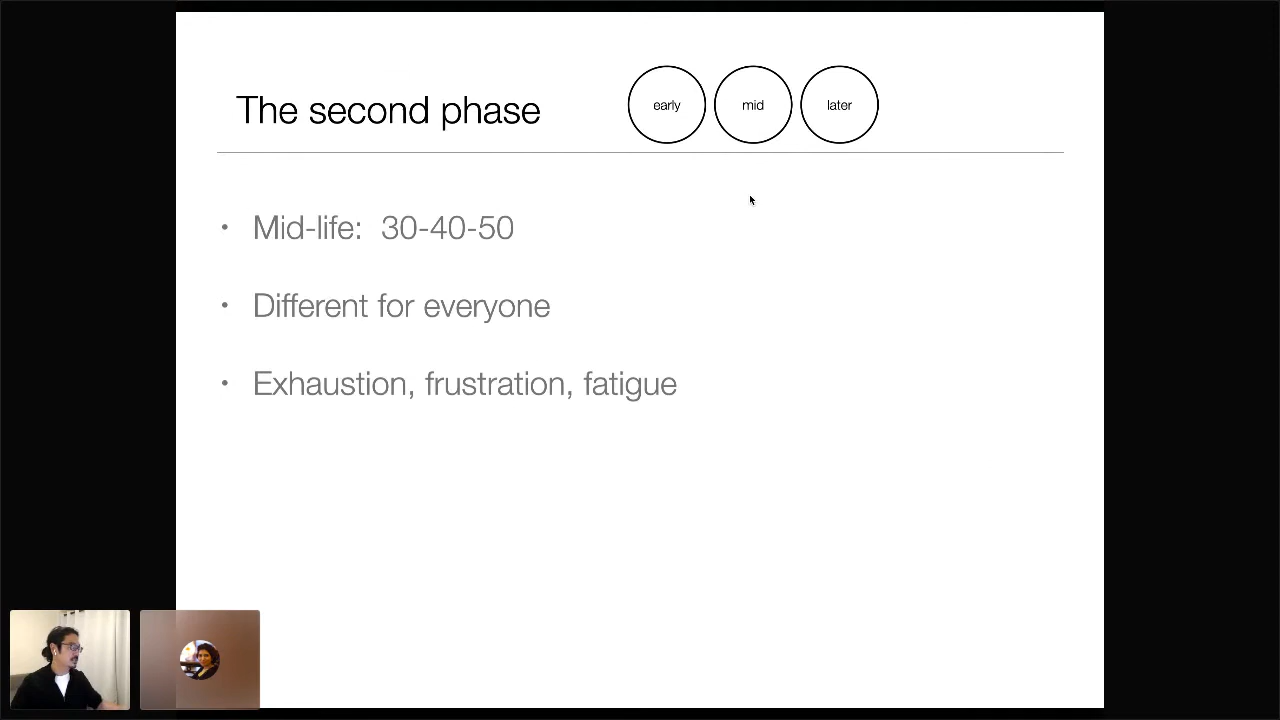 The second phase
early mid later
• Mid-life: 30-40-50
• Different for everyone
• Exhaustion, frustration, fatigue